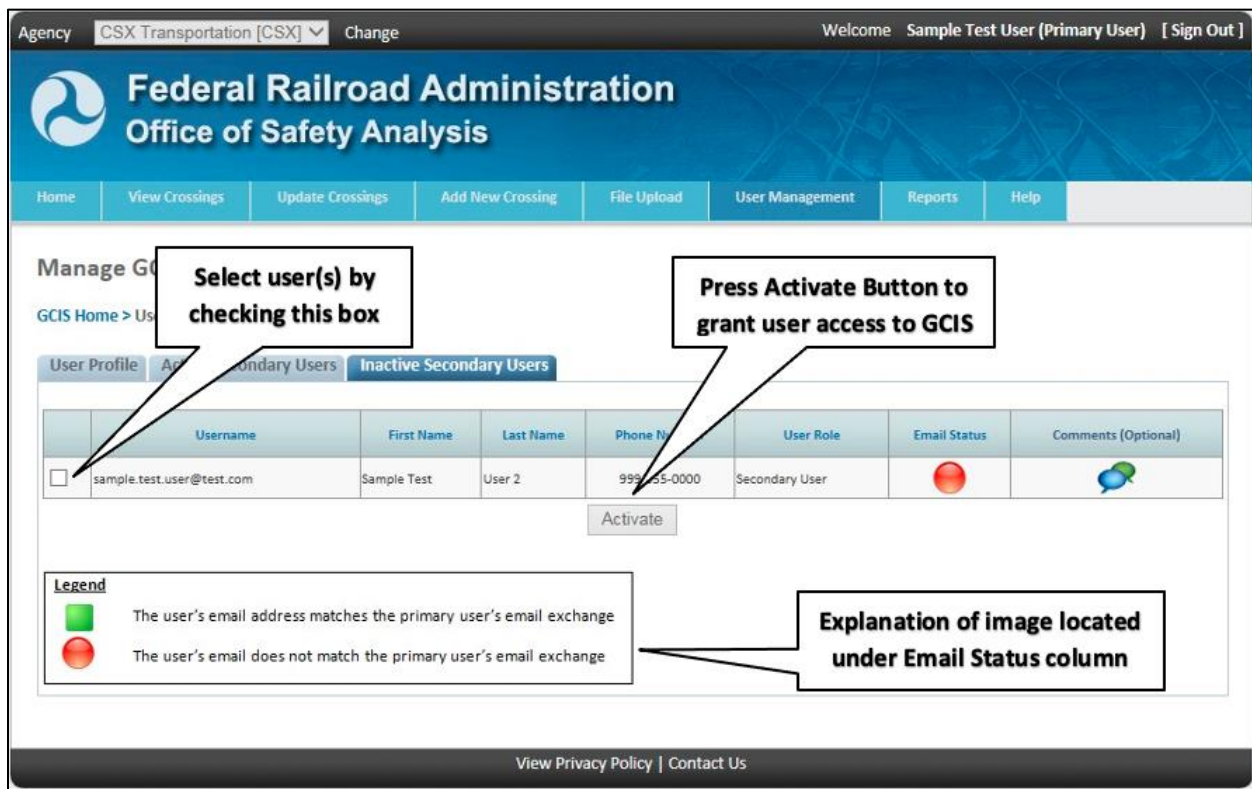 Agency CSX Transportation [CSX] Change Welcome Sample Test User (Primary User) [ Sign Out ]
Federal Railroad Administration
Office of Safety Analysis
Home View Crossings Update Crossings Add New Crossing File Upload User Management Reports Help
Manage
Select user(s) by
checking this box
Press Activate Button to
grant user access to GCIS
GCIS Home >
User Profile Users Inactive Secondary Users
Username First Name Last Name Phone User Role Email Status Comments (Optional)
sample.test.user@test.com Sample Test User 2 999 55-0000 Secondary User
Activate
Legend
The user's email address matches the primary user's email exchange
The user's email does not match the primary user's email exchange
Explanation of image located
under Email Status column
View Privacy Policy | Contact Us